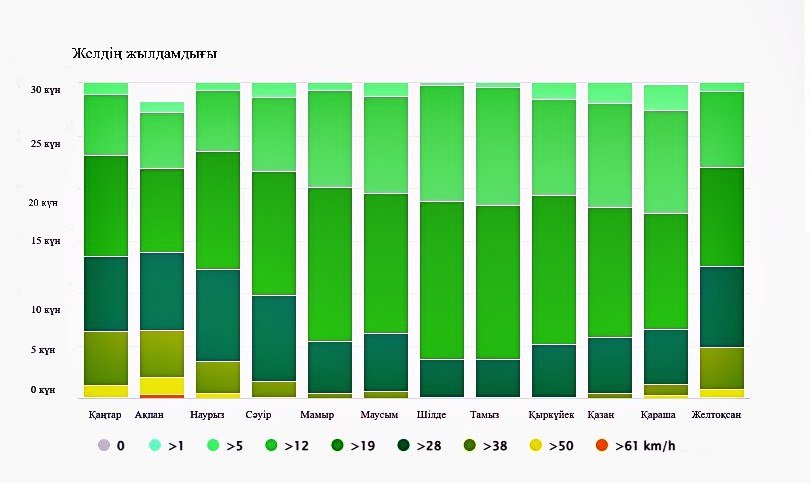 Желдің жылдамдығы
30 күн
25 күн
20 күн
15 күн
10 күн
5 күн
0 күн
Қаңтар Ақпан Наурыз Сәуір Мамыр Маусым Шілде Тамыз Қыркүйек Қазан Қараша Желтоқсан
0 >1 >5 >12 >19 >28 >38 >50 >61 km/h